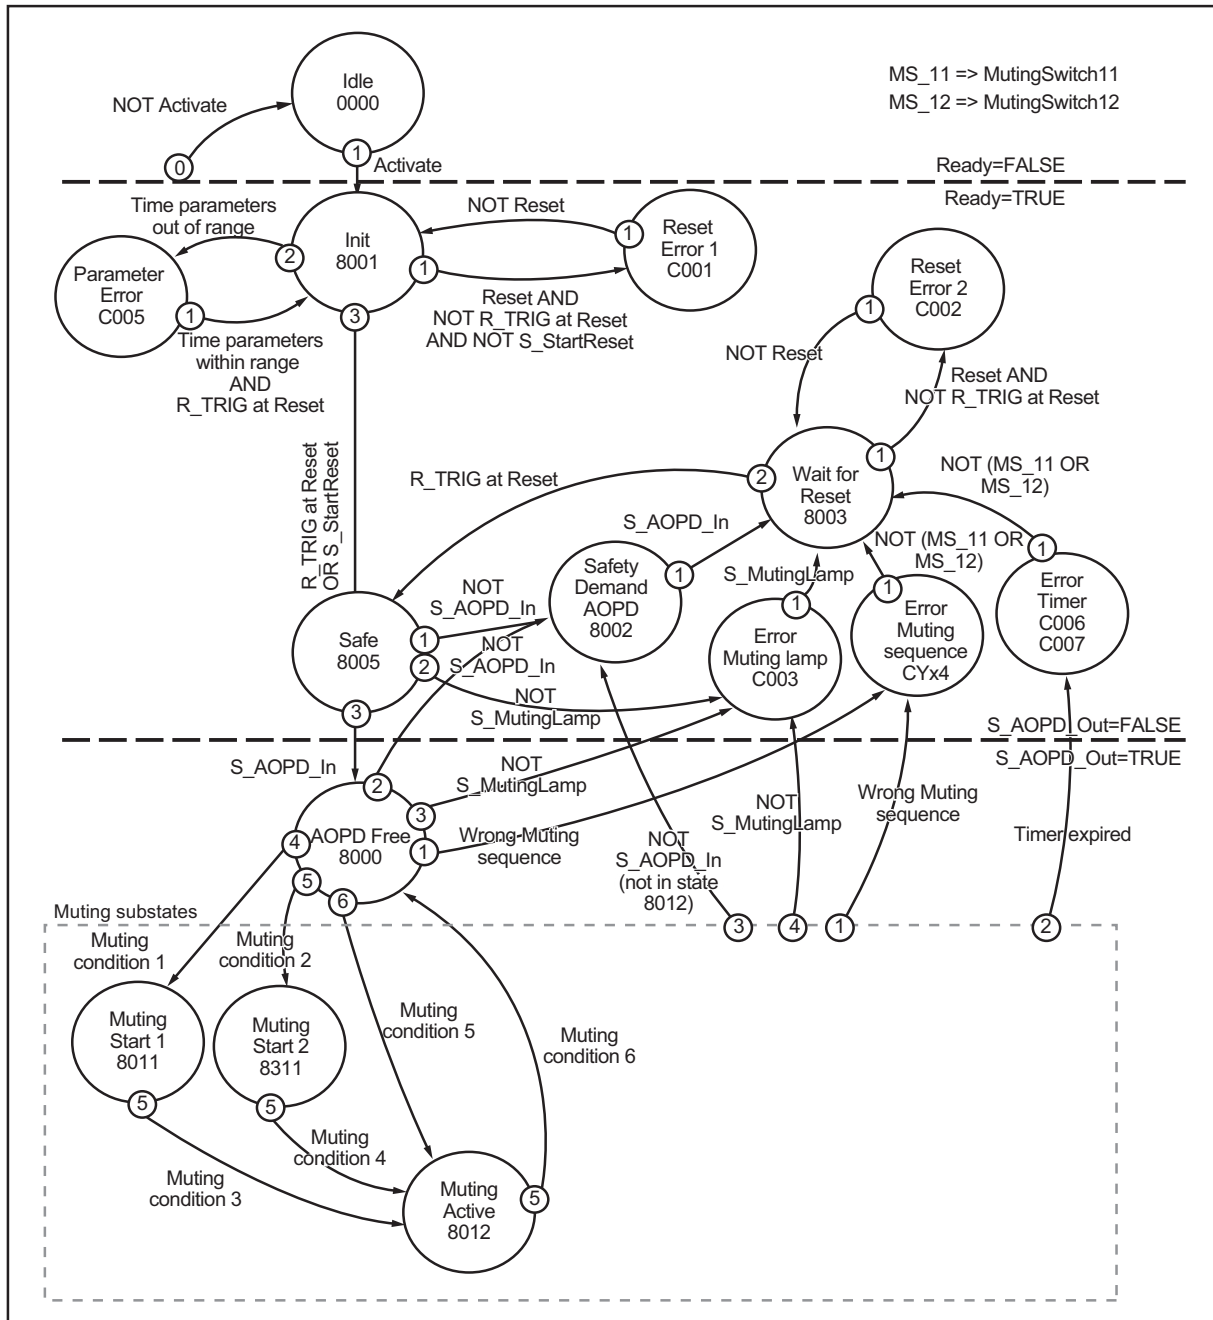 Idle
0000
MS_11 => MutingSwitch11
MS_12 => MutingSwitch12
NOT Activate
0
1
Activate
Ready=FALSE
Ready=TRUE
Time parameters
out of range
NOT Reset
Init
8001
2
1
3
1
Reset
Error 1
C001
Parameter
Error
C005
1
Reset AND
NOT R_TRIG at Reset
AND NOT S_StartReset
Time parameters
within range
AND
R_TRIG at Reset
Reset
Error 2
C002
1
NOT Reset
Reset AND
NOT R_TRIG at Reset
R_TRIG at Reset
OR S_StartReset
R_TRIG at Reset
2
1
Wait for
Reset
8003
NOT (MS_11 OR
MS_12)
S_AOPD_In
NOT (MS_11 OR
MS_12)
S_MutingLamp
Safety
Demand
AOPD
8002
1
1
Error
Muting lamp
C003
1
Error
Muting
sequence
CYx4
1
Error
Timer
C006
C007
NOT
S_AOPD_In
Safe
8005
1
2
3
NOT
S_AOPD_In
NOT
S_MutingLamp
S_AOPD_Out=FALSE
S_AOPD_Out=TRUE
S_AOPD_In
2
3
1
4
5
6
AOPD Free
8000
NOT
S_MutingLamp
Wrong Muting
sequence
NOT
S_AOPD_In
(not in state
8012)
NOT
S_MutingLamp
Wrong Muting
sequence
Timer expired
3
4
1
2
Muting substates
Muting
condition 1
Muting
condition 2
Muting
Start 1
8011
5
Muting
Start 2
8311
5
Muting
condition 5
Muting
condition 6
Muting
condition 3
Muting
condition 4
Muting
Active
8012
5